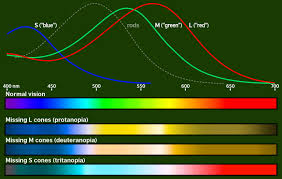 S ("blue") rods M ("green") L ("red")
400 nm 450 500 550 600 650 700
Normal vision
Missing L cones (protanopia)
Missing M cones (deuteranopia)
Missing S cones (tritanopia)